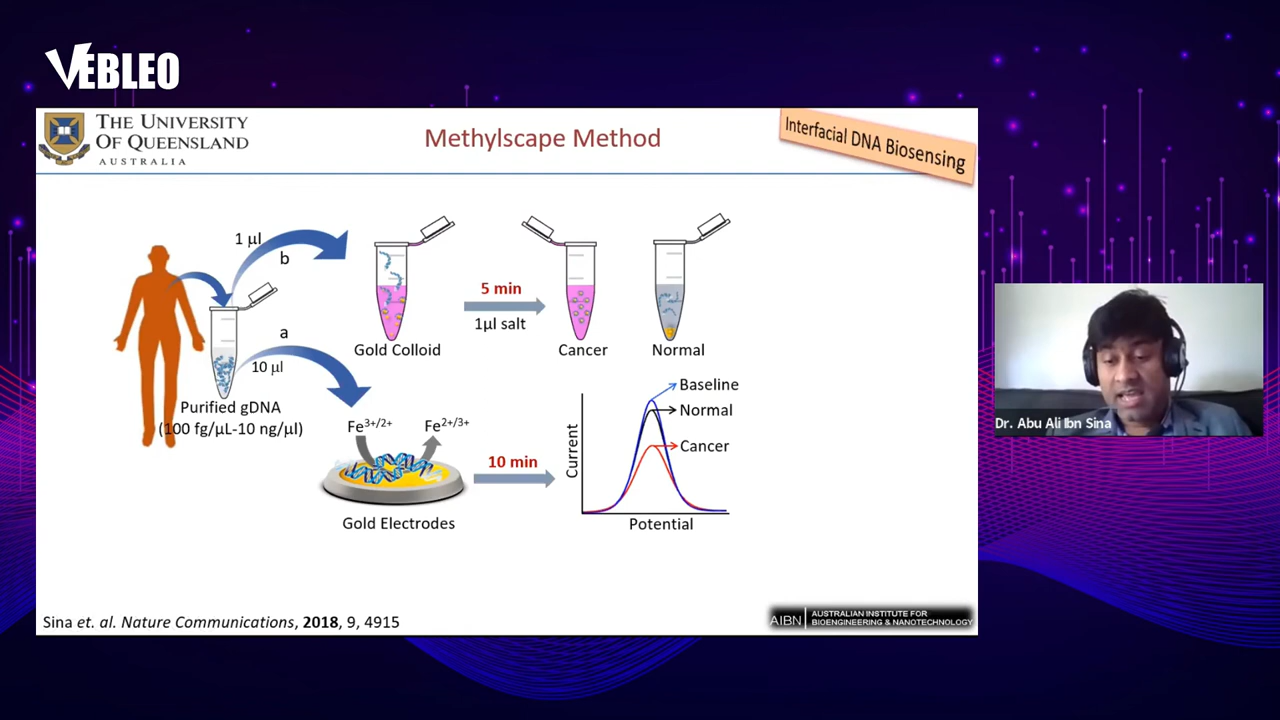 VEBLEO
THE UNIVERSITY
OF QUEENSLAND
AUSTRALIA
Methylscape Method
Interfacial DNA Biosensing
1 µl
b
5 min
1µl salt
Gold Colloid
Cancer
Normal
a
10 µl
Purified gDNA
(100 fg/µL-10 ng/µl)
Fe3+/2+
Fe2+/3+
10 min
Gold Electrodes
Current
Baseline
Normal
Cancer
Potential
Dr. Abu Ali Ibn Sina
Sina et. al. Nature Communications, 2018, 9, 4915
AIBN
AUSTRALIAN INSTITUTE FOR
BIOENGINEERING & NANOTECHNOLOGY